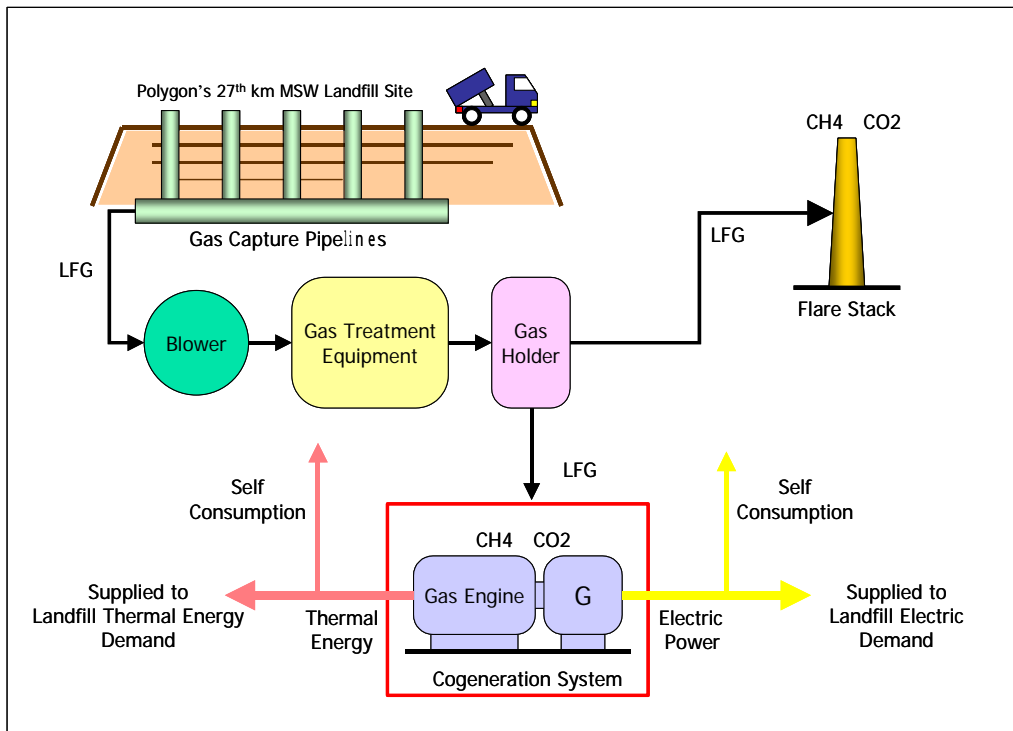 Polygon's 27th km MSW Landfill Site
CH4 CO2
Gas Capture Pipelines
LFG
LFG
Flare Stack
Blower
Gas Treatment
Equipment
Gas
Holder
LFG
Self
Consumption
Self
Consumption
CH4 CO2
Gas Engine
G
Supplied to
Landfill Thermal Energy
Demand
Thermal
Energy
Electric
Power
Supplied to
Landfill Electric
Demand
Cogeneration System